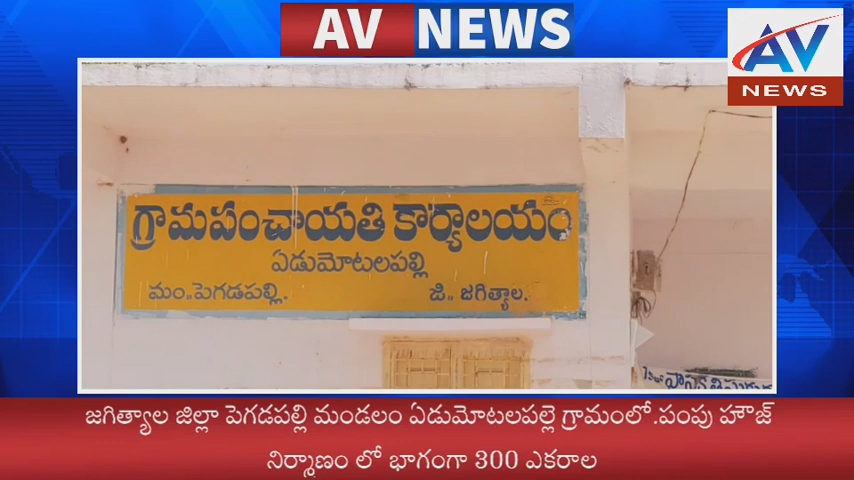 AV NEWS
AV
NEWS
గ్రామపంచాయతి కార్యాలయం
ఏడుమోటలపల్లి
మం"పెగడపల్లి.
జి" జగిత్యాల.
జగిత్యాల జిల్లా పెగడపల్లి మండలం ఏడుమోటలపల్లె గ్రామంలో.పంపు హౌజ్
నిర్మాణం లో భాగంగా 300 ఎకరాల